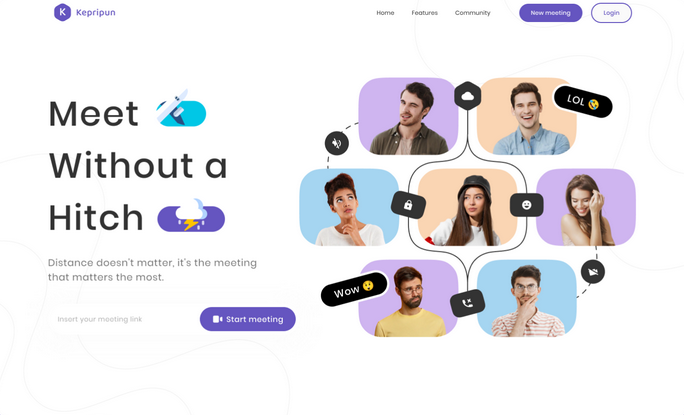 K Kepripun
Home Features Community New meeting Login
Meet
Without a
Hitch
Distance doesn't matter, it's the meeting
that matters the most.
Insert your meeting link Start meeting
LOL 🤣
Wow 😲